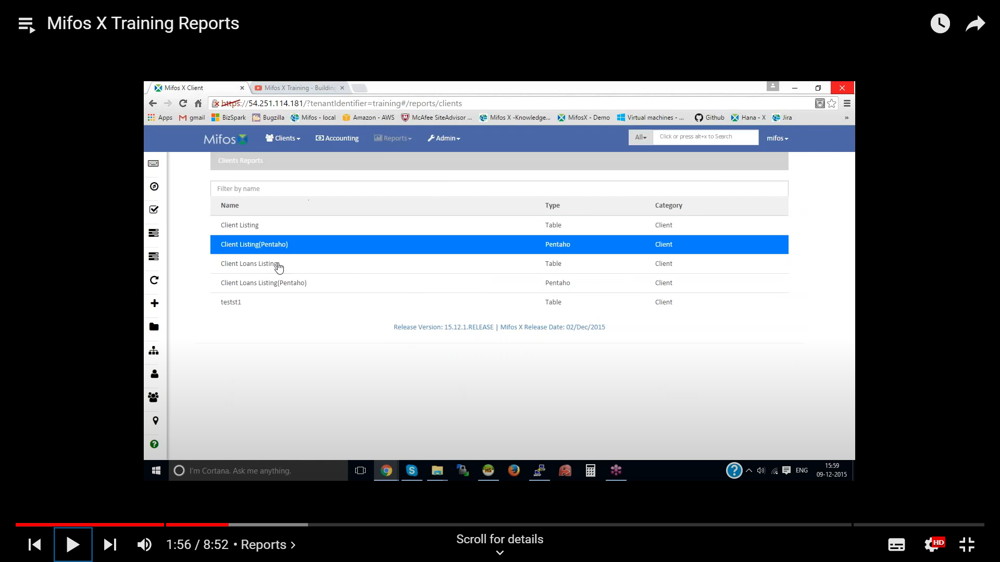 Mifos X Training Reports
Mifos X Client
Mifos X Training - Building
https://54.251.114.181/?tenantIdentifier=training#/reports/clients
Apps gmail BizSpark Bugzilla Mifos - local Amazon - AWS McAfee SiteAdvisor ... Mifos X -Knowledge... MifosX - Demo Virtual machines - ... Github Hana - X Jira »
Mifos X Clients Accounting Reports Admin All Click or press alt+x to Search mifos
Clients Reports
Filter by name
Name Type Category
Client Listing Table Client
Client Listing(Pentaho) Pentaho Client
Client Loans Listing Table Client
Client Loans Listing(Pentaho) Pentaho Client
testst1 Table Client
Release Version: 15.12.1.RELEASE | Mifos X Release Date: 02/Dec/2015
I'm Cortana. Ask me anything.
HS
ENG
15:59
09-12-2015
1:56 / 8:52 • Reports >
Scroll for details
HD